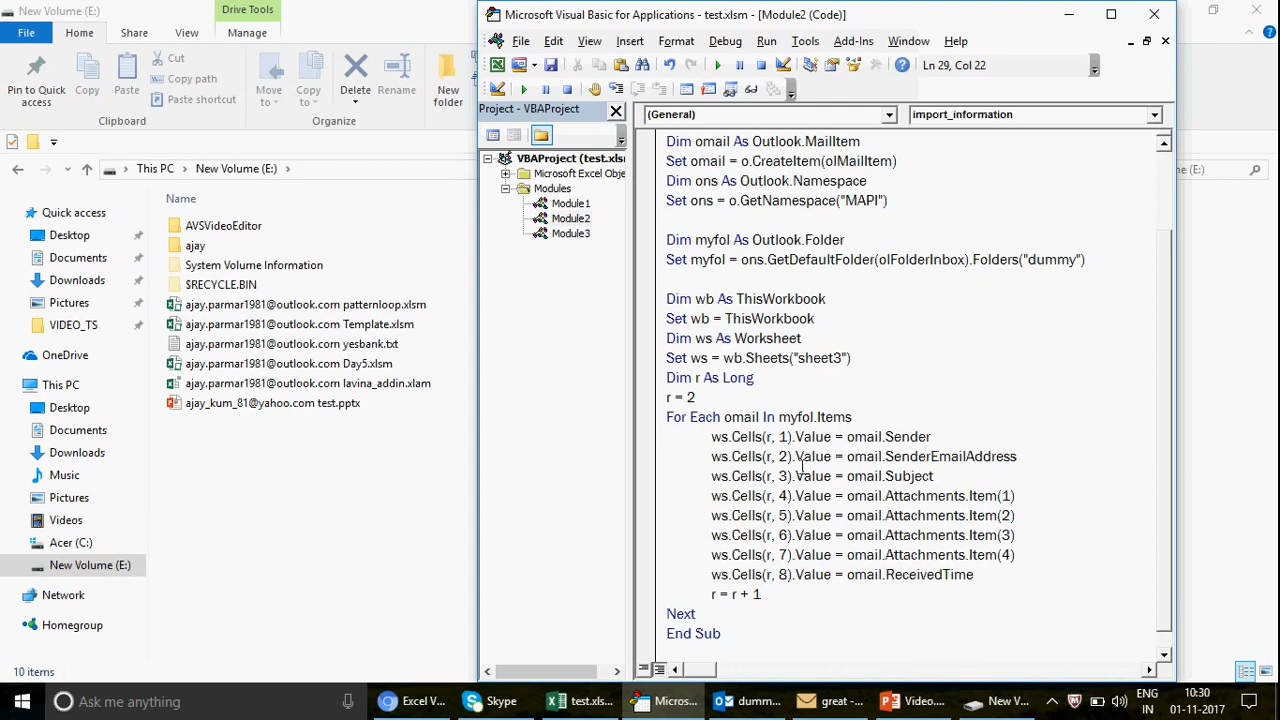 Drive Tools
New Volume (E:)
File
Home
Share
View
Manage
Pin to Quick access
Copy
Paste
Cut
Copy path
Paste shortcut
Move to
Copy to
Delete
Rename
New folder
Clipboard
Organize
This PC
New Volume (E:)
Quick access
Desktop
Documents
Downloads
Pictures
VIDEO_TS
OneDrive
This PC
Desktop
Documents
Downloads
Music
Pictures
Videos
Acer (C:)
New Volume (E:)
Network
Homegroup
10 items
Name
AVSVideoEditor
ajay
System Volume Information
$RECYCLE.BIN
ajay.parmar1981@outlook.com patternloop.xlsm
ajay.parmar1981@outlook.com Template.xlsm
ajay.parmar1981@outlook.com yesbank.txt
ajay.parmar1981@outlook.com Day5.xlsm
ajay.parmar1981@outlook.com lavina_addin.xlam
ajay_kum_81@yahoo.com test.pptx
Microsoft Visual Basic for Applications - test.xlsm - [Module2 (Code)]
File Edit View Insert Format Debug Run Tools Add-Ins Window Help
Ln 29, Col 22
Project - VBAProject
VBAProject (test.xlsm
Microsoft Excel Obje
Modules
Module1
Module2
Module3
(General)
import_information
Dim omail As Outlook.MailItem
Set omail = o.CreateItem(olMailItem)
Dim ons As Outlook.Namespace
Set ons = o.GetNamespace("MAPI")
Dim myfol As Outlook.Folder
Set myfol = ons.GetDefaultFolder(olFolderInbox).Folders("dummy")
Dim wb As ThisWorkbook
Set wb = ThisWorkbook
Dim ws As Worksheet
Set ws = wb.Sheets("sheet3")
Dim r As Long
r = 2
For Each omail In myfol.Items
ws.Cells(r, 1).Value = omail.Sender
ws.Cells(r, 2).Value = omail.SenderEmailAddress
ws.Cells(r, 3).Value = omail.Subject
ws.Cells(r, 4).Value = omail.Attachments.Item(1)
ws.Cells(r, 5).Value = omail.Attachments.Item(2)
ws.Cells(r, 6).Value = omail.Attachments.Item(3)
ws.Cells(r, 7).Value = omail.Attachments.Item(4)
ws.Cells(r, 8).Value = omail.ReceivedTime
r = r + 1
Next
End Sub
(E:)
Ask me anything
Excel V...
Skype
test.xls...
Micros...
dumm...
great -...
Video....
New V...
ENG
IN
10:30
01-11-2017